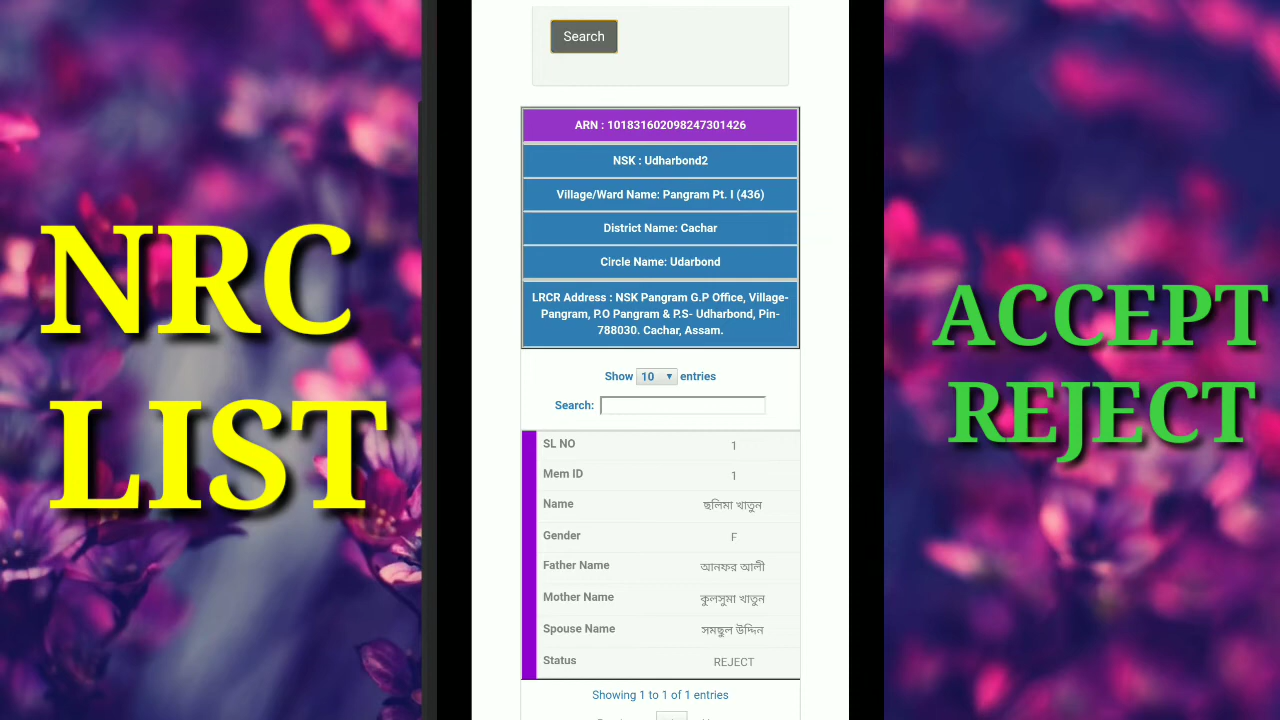 NRC
LIST
Search
ARN : 101831602098247301426
NSK : Udharbond2
Village/Ward Name: Pangram Pt. I (436)
District Name: Cachar
Circle Name: Udarbond
LRCR Address : NSK Pangram G.P Office, Village-
Pangram, P.O Pangram & P.S- Udharbond, Pin-
788030. Cachar, Assam.
Show 10 entries
Search:
SL NO 1
Mem ID 1
Name ছলিমা খাতুন
Gender F
Father Name আনফর আলী
Mother Name কুলসুমা খাতুন
Spouse Name সমছুল উদ্দিন
Status REJECT
Showing 1 to 1 of 1 entries
ACCEPT
REJECT